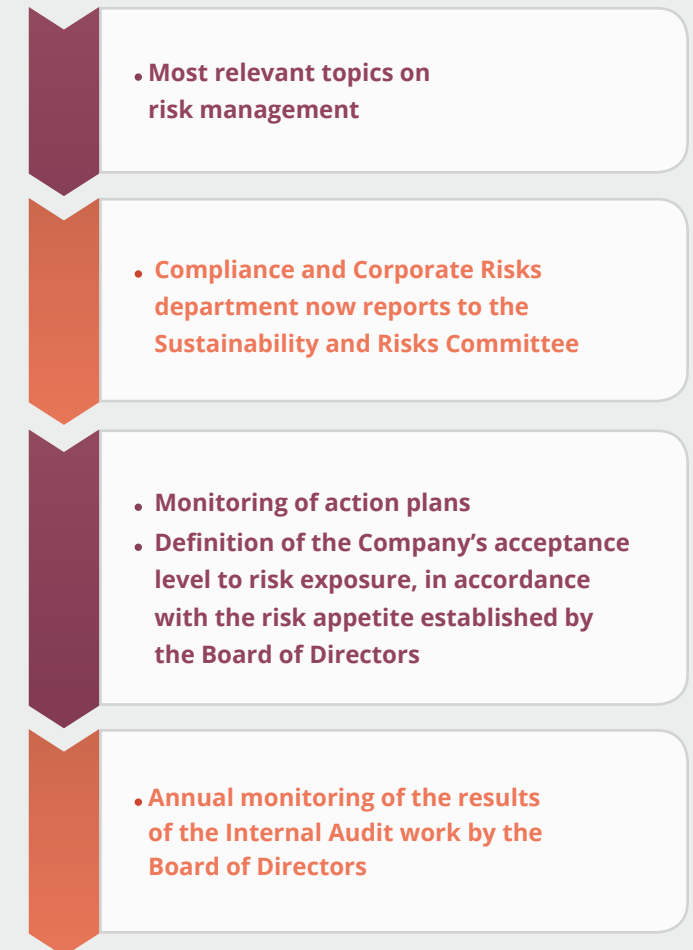 • Most relevant topics on
risk management
• Compliance and Corporate Risks
department now reports to the
Sustainability and Risks Committee
• Monitoring of action plans
• Definition of the Company’s acceptance
level to risk exposure, in accordance
with the risk appetite established by
the Board of Directors
• Annual monitoring of the results
of the Internal Audit work by the
Board of Directors